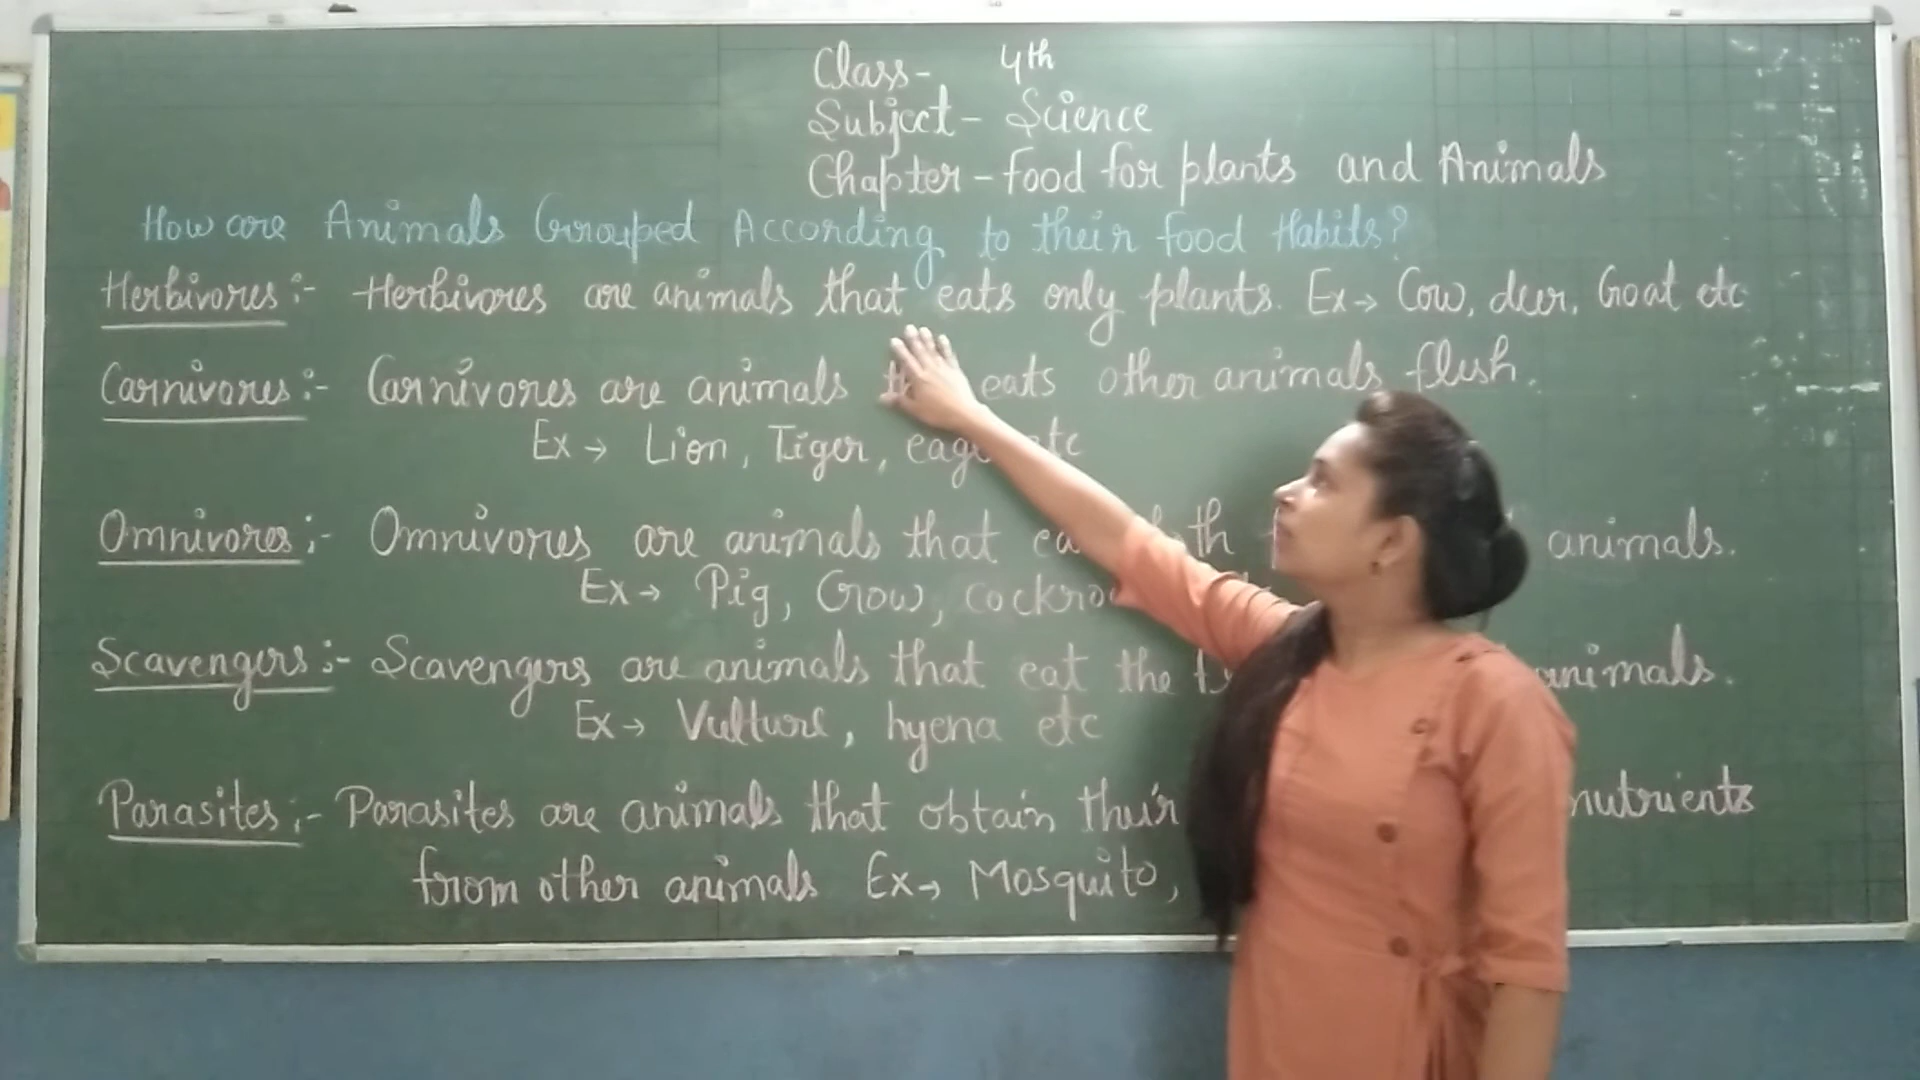 Class- 4th
Subject- Science
Chapter - food for plants and Animals
How are Animals Grouped According to their food Habits?
Herbivores :- Herbivores are animals that eats only plants. Ex → Cow, deer, Goat etc
Carnivores :- Carnivores are animals eats other animals flesh.
Ex → Lion, Tiger, etc
Omnivores :- Omnivores are animals that animals.
Ex → Pig, Crow,
Scavengers :- Scavengers are animals that eat the animals.
Ex → Vulture, hyena etc
Parasites :- Parasites are animals that obtain their nutrients
from other animals Ex → Mosquito,